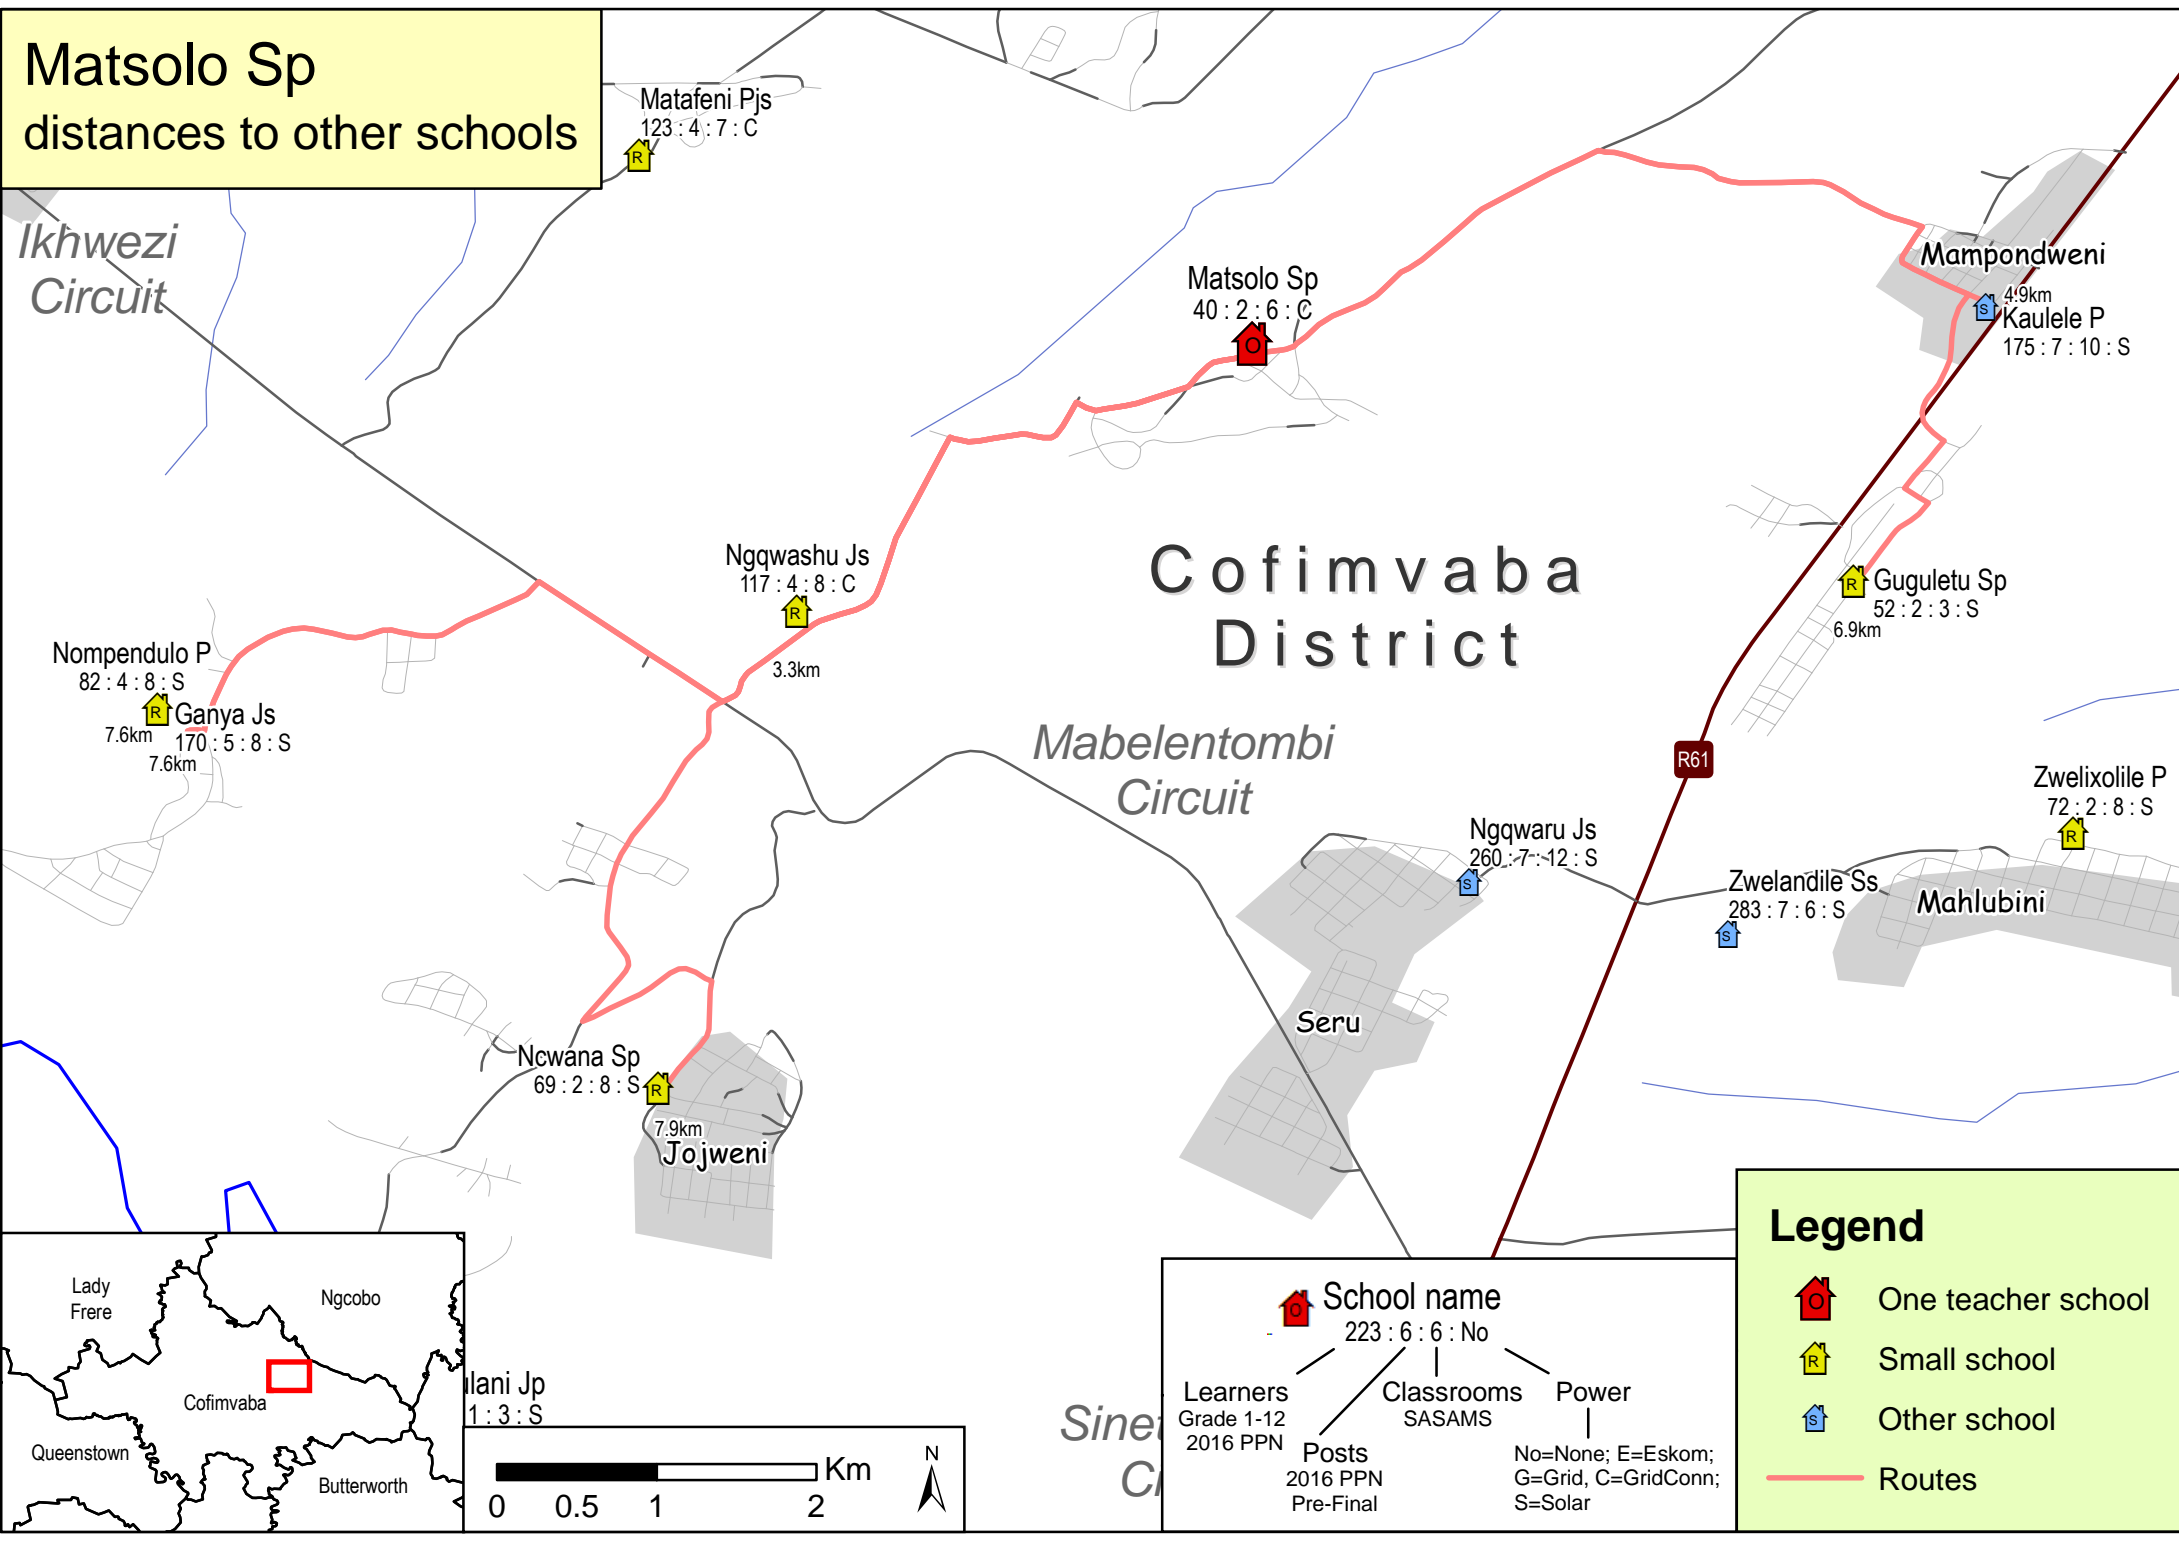 Matsolo Sp
distances to other schools
Matafeni Pjs
123 : 4 : 7 : C
R
Ikhwezi
Circuit
Matsolo Sp
40 : 2 : 6 : C
O
Mampondweni
4.9km
S
Kaulele P
175 : 7 : 10 : S
Ngqwashu Js
117 : 4 : 8 : C
R
3.3km
Cofimvaba
District
Guguletu Sp
R
52 : 2 : 3 : S
6.9km
Nompendulo P
82 : 4 : 8 : S
R
Ganya Js
7.6km
170 : 5 : 8 : S
7.6km
Mabelentombi
Circuit
R61
Zwelixolile P
72 : 2 : 8 : S
R
Ngqwaru Js
260 : 7 : 12 : S
S
Zwelandile Ss
283 : 7 : 6 : S
S
Mahlubini
Seru
Ncwana Sp
69 : 2 : 8 : S
R
7.9km
Jojweni
Lady
Frere
Ngcobo
Cofimvaba
Queenstown
Butterworth
lani Jp
1 : 3 : S
Km
0 0.5 1 2
N
School name
O
223 : 6 : 6 : No
Learners
Grade 1-12
2016 PPN
Posts
2016 PPN
Pre-Final
Classrooms
SASAMS
Power
No=None; E=Eskom;
G=Grid, C=GridConn;
S=Solar
Legend
O One teacher school
R Small school
S Other school
Routes